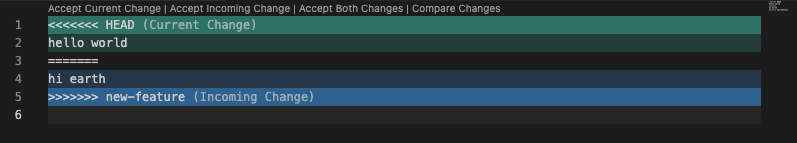 Accept Current Change | Accept Incoming Change | Accept Both Changes | Compare Changes
1 <<<<<<< HEAD (Current Change)
2 hello world
3 =======
4 hi earth
5 >>>>>>> new-feature (Incoming Change)
6